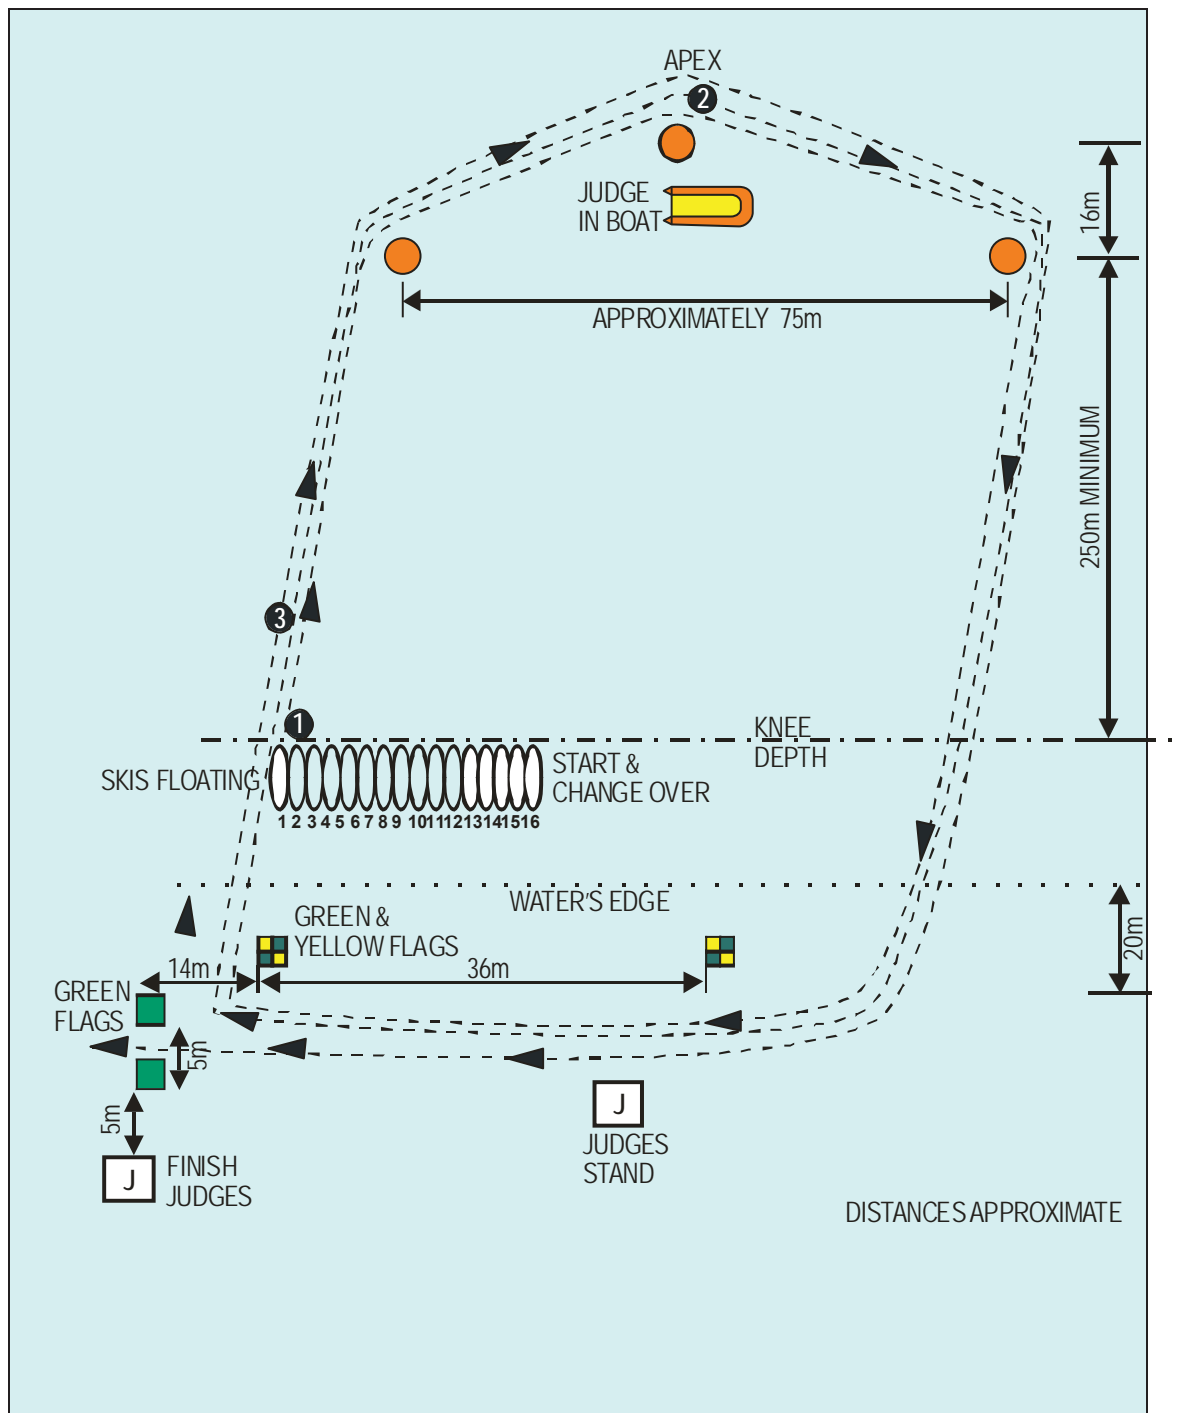 APEX
2
JUDGE
IN BOAT
16m
APPROXIMATELY 75m
250m MINIMUM
3
1
KNEE
DEPTH
SKIS FLOATING
START &
CHANGE OVER
1 2 3 4 5 6 7 8 9 10 11 12 13 14 15 16
WATER'S EDGE
GREEN &
YELLOW FLAGS
14m
36m
20m
GREEN
FLAGS
5m
5m
J
JUDGES
STAND
J
FINISH
JUDGES
DISTANCES APPROXIMATE